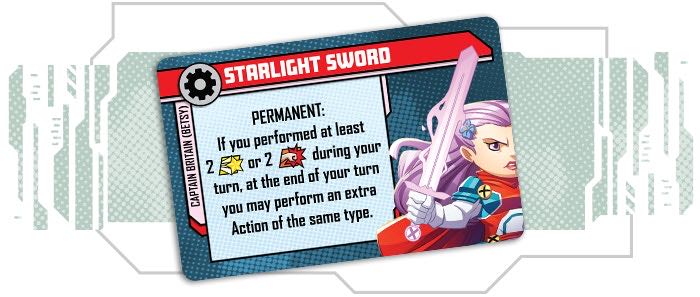 STARLIGHT SWORD
CAPTAIN BRITAIN (BETSY)
PERMANENT:
If you performed at least
2 or 2 during your
turn, at the end of your turn
you may perform an extra
Action of the same type.